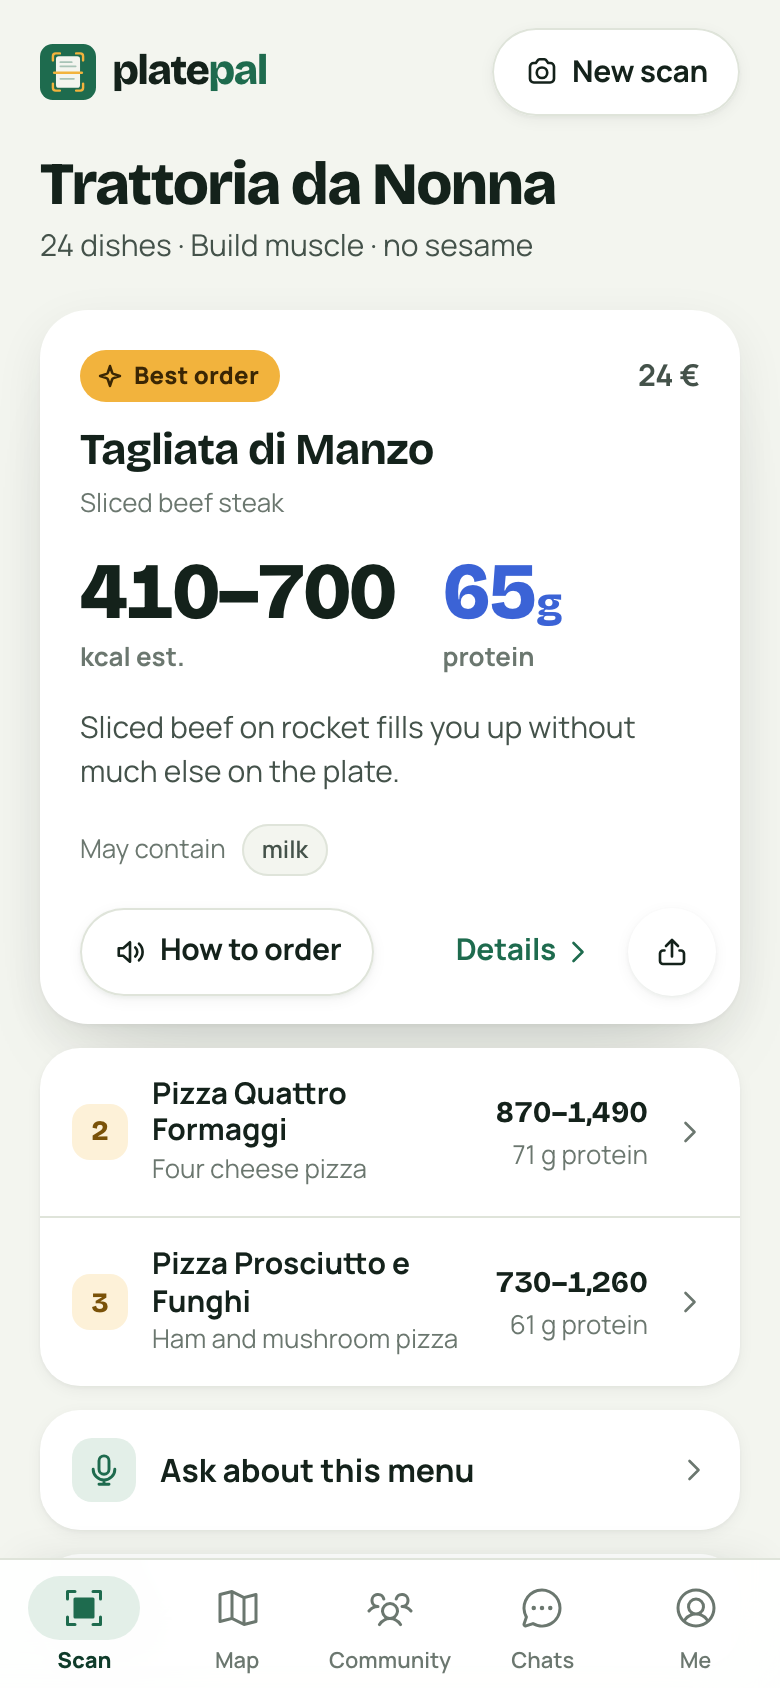 platepal
New scan
Trattoria da Nonna
24 dishes · Build muscle · no sesame
Best order
24 €
Tagliata di Manzo
Sliced beef steak
410–700
65g
kcal est.
protein
Sliced beef on rocket fills you up without
much else on the plate.
May contain milk
How to order
Details
2
Pizza Quattro
Formaggi
Four cheese pizza
870–1,490
71 g protein
3
Pizza Prosciutto e
Funghi
Ham and mushroom pizza
730–1,260
61 g protein
Ask about this menu
Scan
Map
Community
Chats
Me